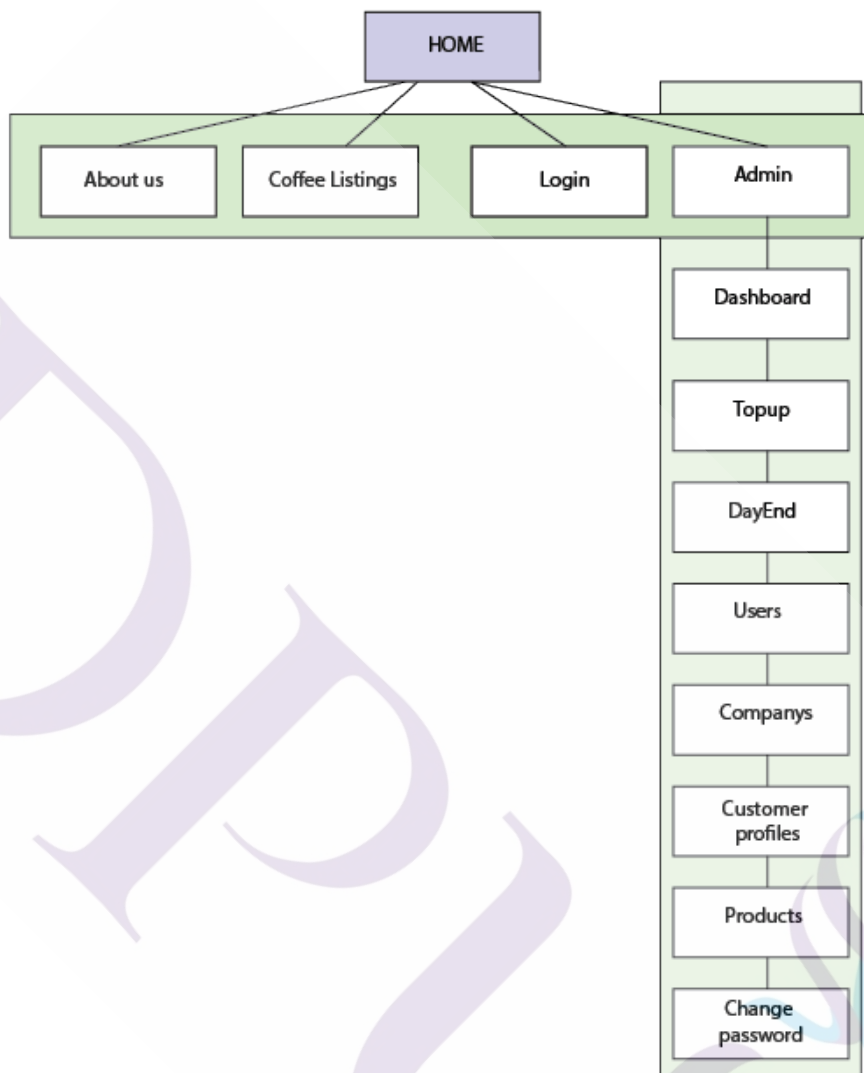 HOME
About us
Coffee Listings
Login
Admin
Dashboard
Topup
DayEnd
Users
Companys
Customer
profiles
Products
Change
password